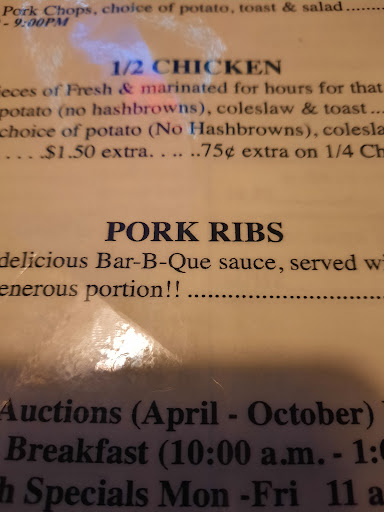 Pork Chops, choice of potato, toast & salad..........
- 9:00PM
1/2 CHICKEN
ieces of Fresh & marinated for hours for that
potato (no hashbrowns), coleslaw & toast...
choice of potato (No Hashbrowns), colesla
.....$1.50 extra. .. ..75¢ extra on 1/4 Ch
PORK RIBS
delicious Bar-B-Que sauce, served wi
enerous portion!! ....................................
Auctions (April - October)
Breakfast (10:00 a.m. - 1:
h Specials Mon -Fri 11 a